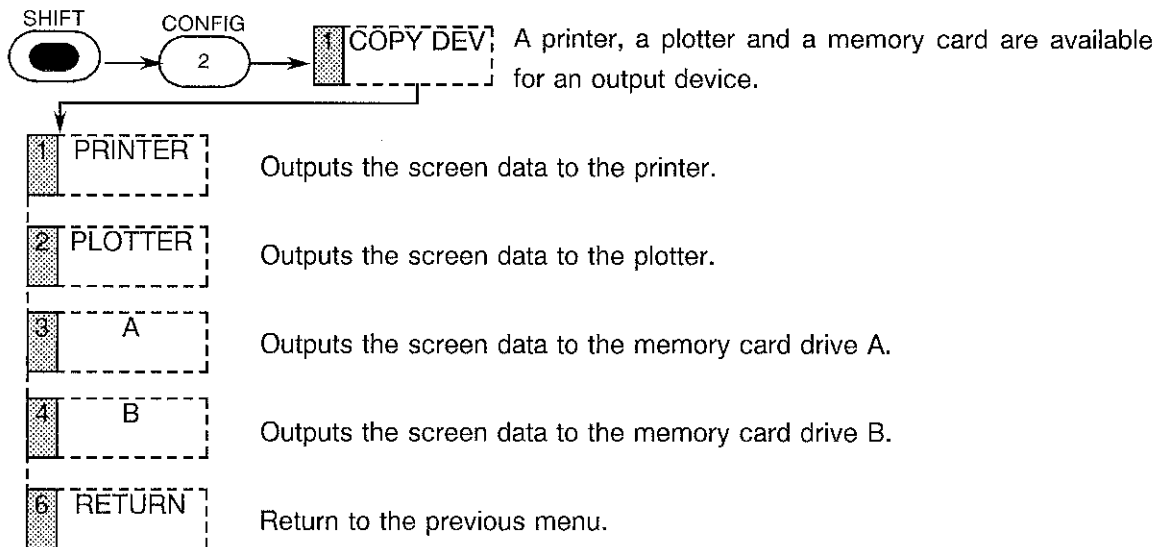 SHIFT CONFIG
2 1 COPY DEV A printer, a plotter and a memory card are available
for an output device.
1 PRINTER Outputs the screen data to the printer.
2 PLOTTER Outputs the screen data to the plotter.
3 A Outputs the screen data to the memory card drive A.
4 B Outputs the screen data to the memory card drive B.
6 RETURN Return to the previous menu.